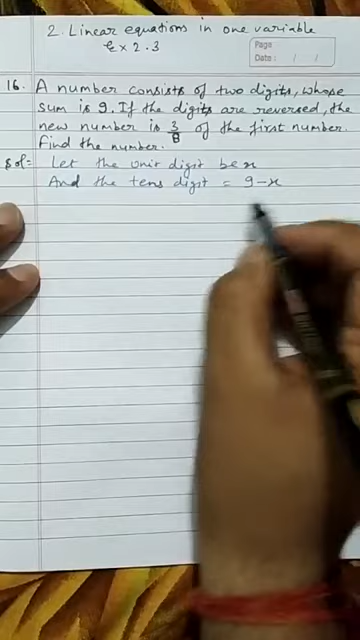 2. Linear equations in one variable
Ex 2.3
Page
Date: / /
16. A number consists of two digits, whose
sum is 9. If the digits are reversed, the
new number is 3/8 of the first number.
Find the number.
Sol= Let the unit digit be x
And the tens digit = 9-x